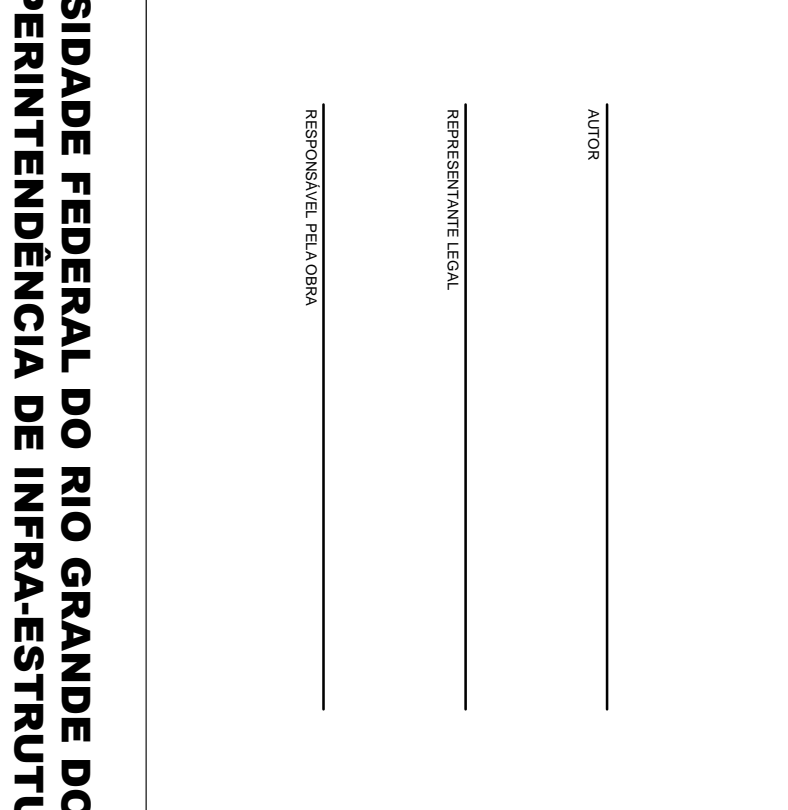 AUTOR
REPRESENTANTE LEGAL
RESPONSÁVEL PELA OBRA
SIDADE FEDERAL DO RIO GRANDE DO
PERINTENDÊNCIA DE INFRA-ESTRUTU